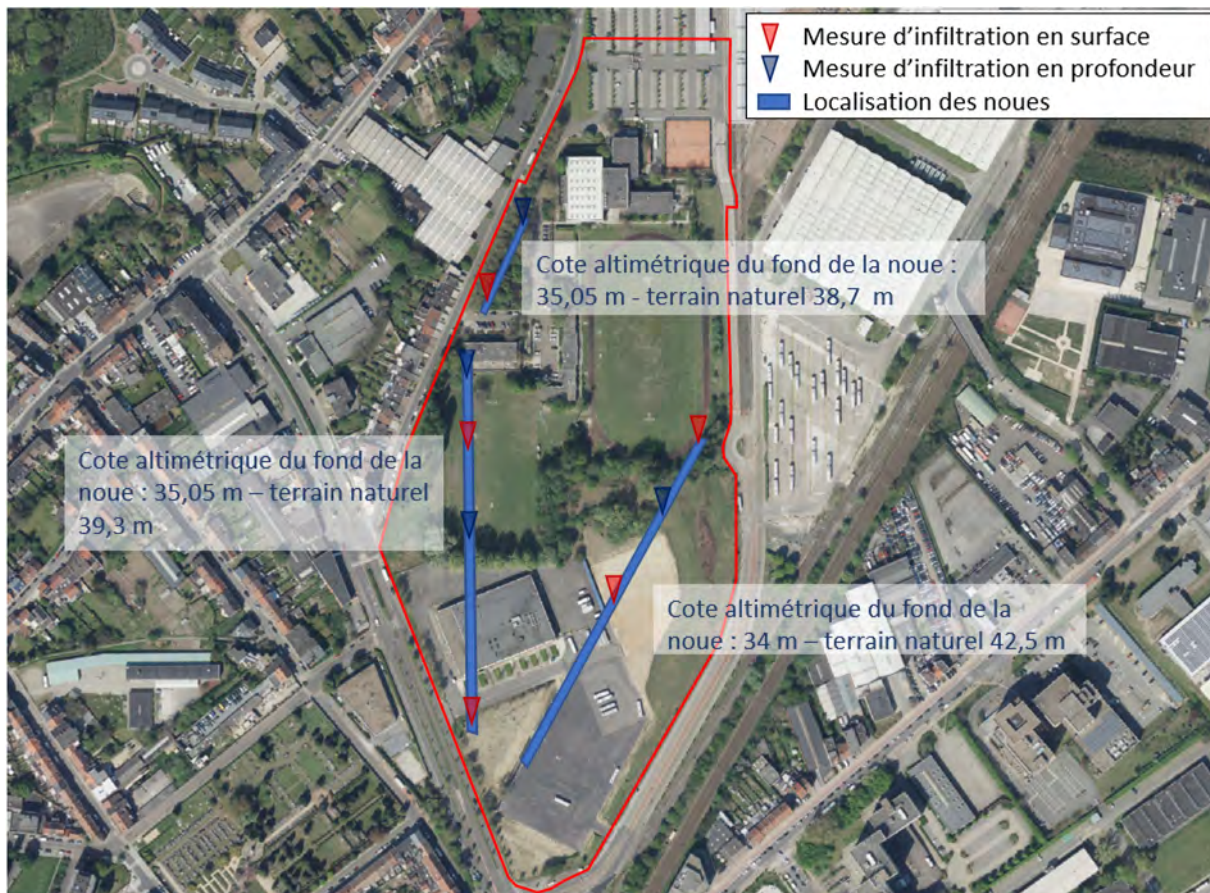 Mesure d'infiltration en surface
Mesure d'infiltration en profondeur
Localisation des noues
Cote altimétrique du fond de la noue :
35,05 m - terrain naturel 38,7 m
Cote altimétrique du fond de la
noue : 35,05 m – terrain naturel
39,3 m
Cote altimétrique du fond de la
noue : 34 m – terrain naturel 42,5 m